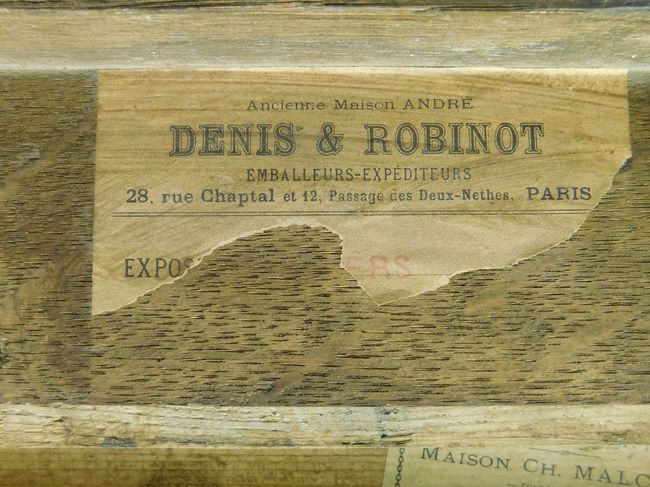 Ancienne Maison ANDRÉ
DENIS & ROBINOT
EMBALLEURS-EXPÉDITEURS
28, rue Chaptal et 12, Passage des Deux-Nethes, PARIS
EXPOS ERS
MAISON CH. MALC